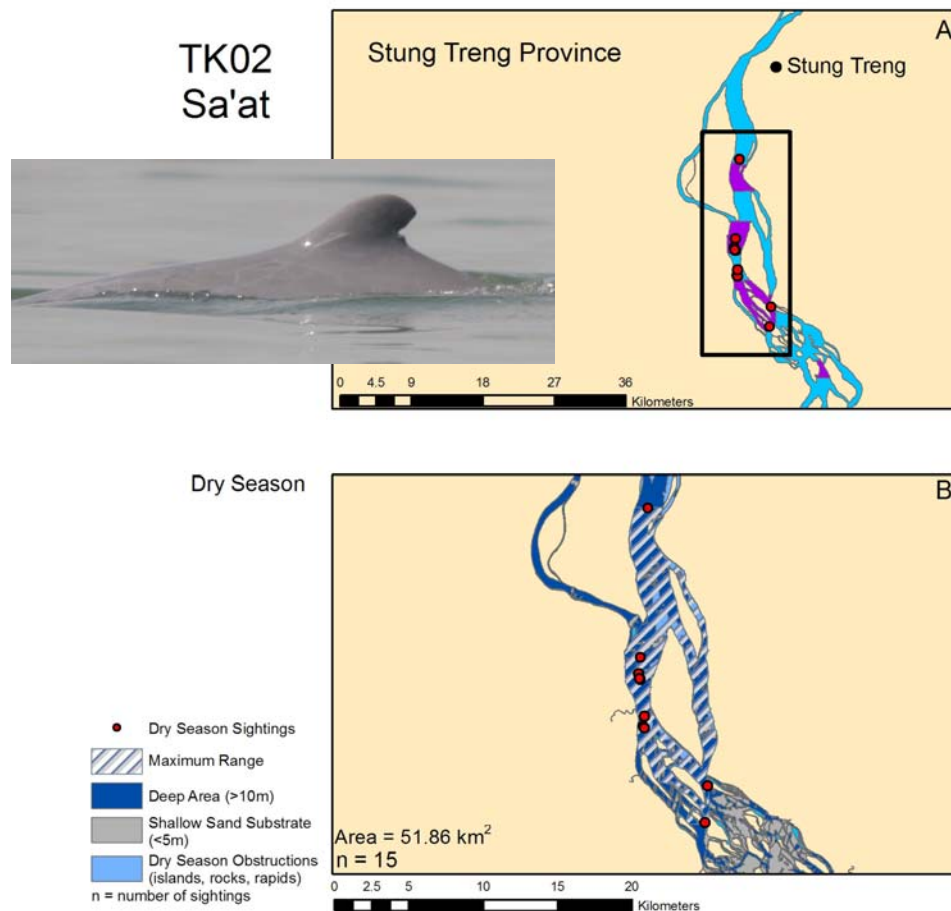 TK02
Sa'at
Stung Treng Province
A
Stung Treng
0 4.5 9 18 27 36
Kilometers
Dry Season
B
Dry Season Sightings
Maximum Range
Deep Area (>10m)
Shallow Sand Substrate
(<5m)
Dry Season Obstructions
(islands, rocks, rapids)
n = number of sightings
Area = 51.86 km²
n = 15
0 2.5 5 10 15 20
Kilometers